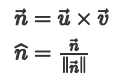 n⃗ = u⃗ × v⃗
n̂ = n⃗ / ‖n⃗‖